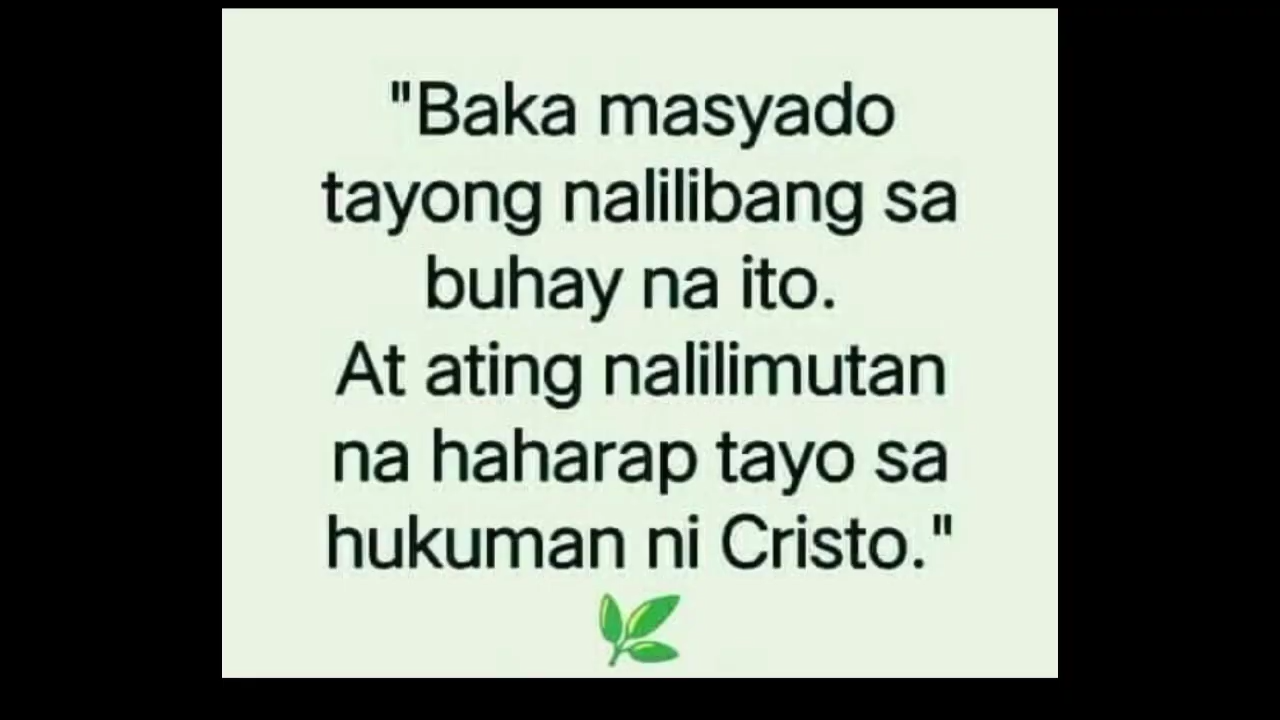 "Baka masyado
tayong nalilibang sa
buhay na ito.
At ating nalilimutan
na haharap tayo sa
hukuman ni Cristo."